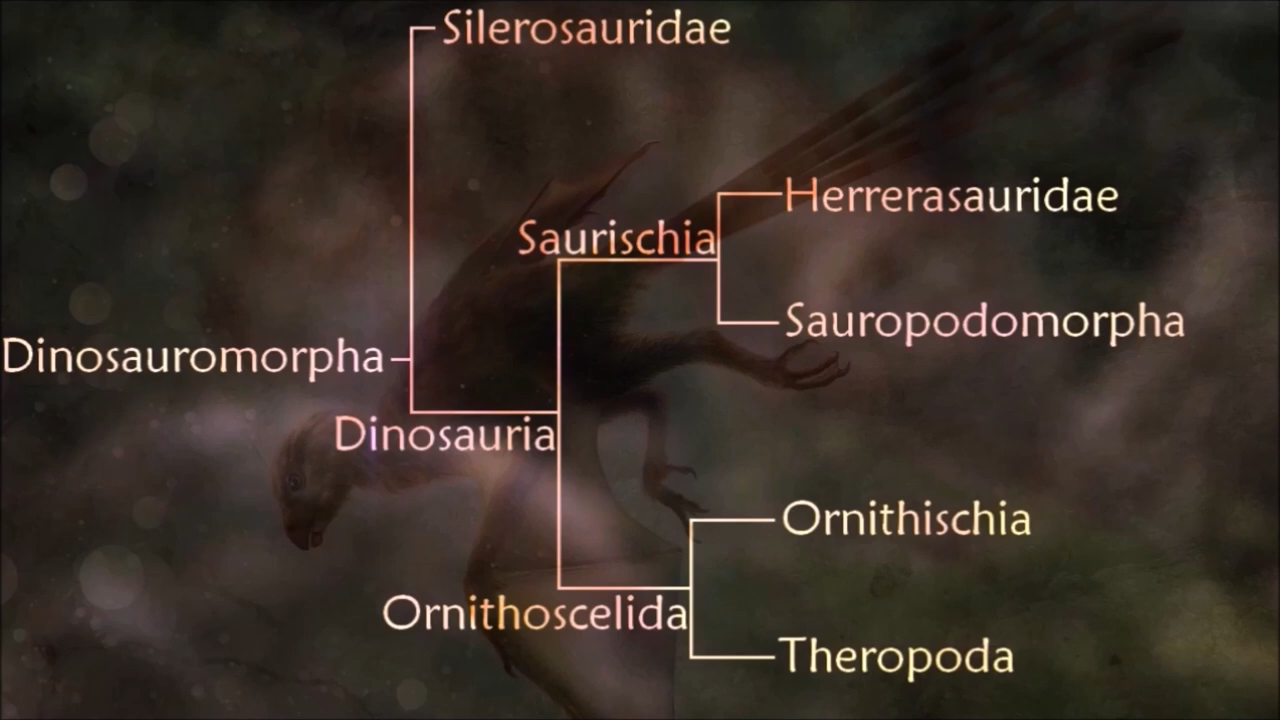 Silerosauridae
Herrerasauridae
Saurischia
Sauropodomorpha
Dinosauromorpha
Dinosauria
Ornithischia
Ornithoscelida
Theropoda